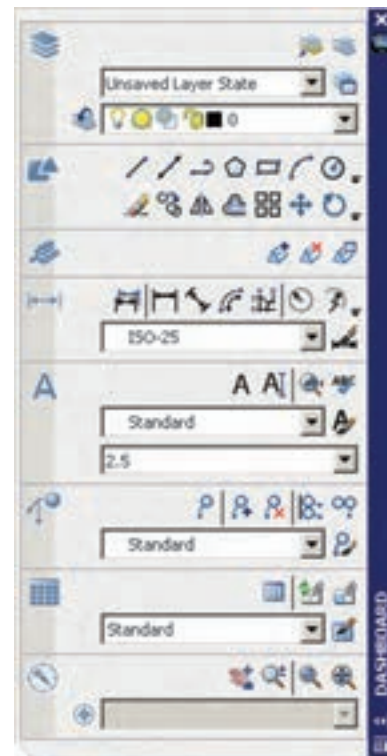 Unsaved Layer State
0
ISO-25
A A A
Standard
2.5
Standard
Standard
DASHBOARD